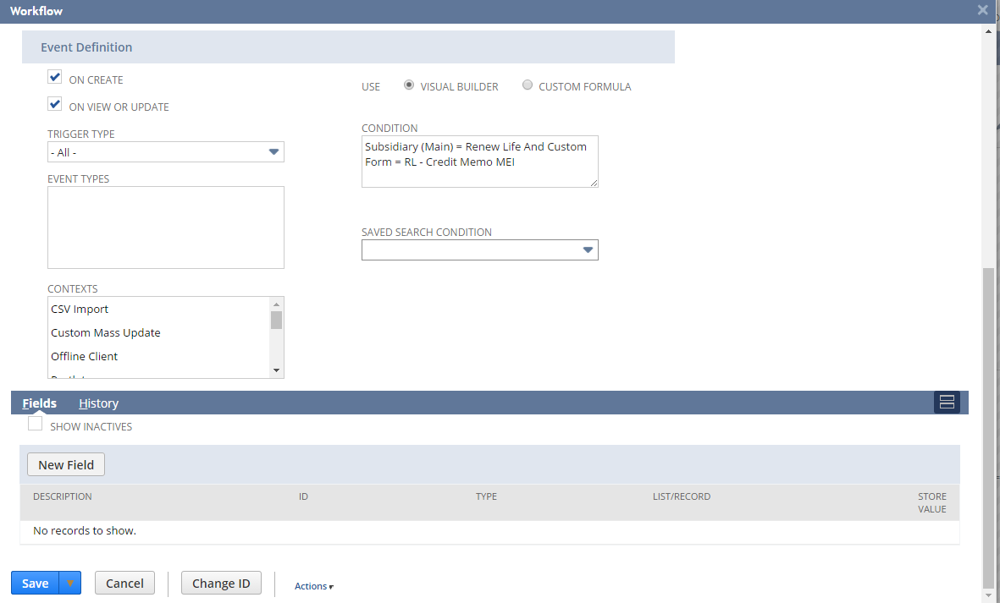 Workflow
Event Definition
ON CREATE
ON VIEW OR UPDATE
TRIGGER TYPE
- All -
EVENT TYPES
CONTEXTS
CSV Import
Custom Mass Update
Offline Client
USE
VISUAL BUILDER
CUSTOM FORMULA
CONDITION
Subsidiary (Main) = Renew Life And Custom
Form = RL - Credit Memo MEI
SAVED SEARCH CONDITION
Fields History
SHOW INACTIVES
New Field
DESCRIPTION ID TYPE LIST/RECORD STORE
VALUE
No records to show.
Save Cancel Change ID Actions